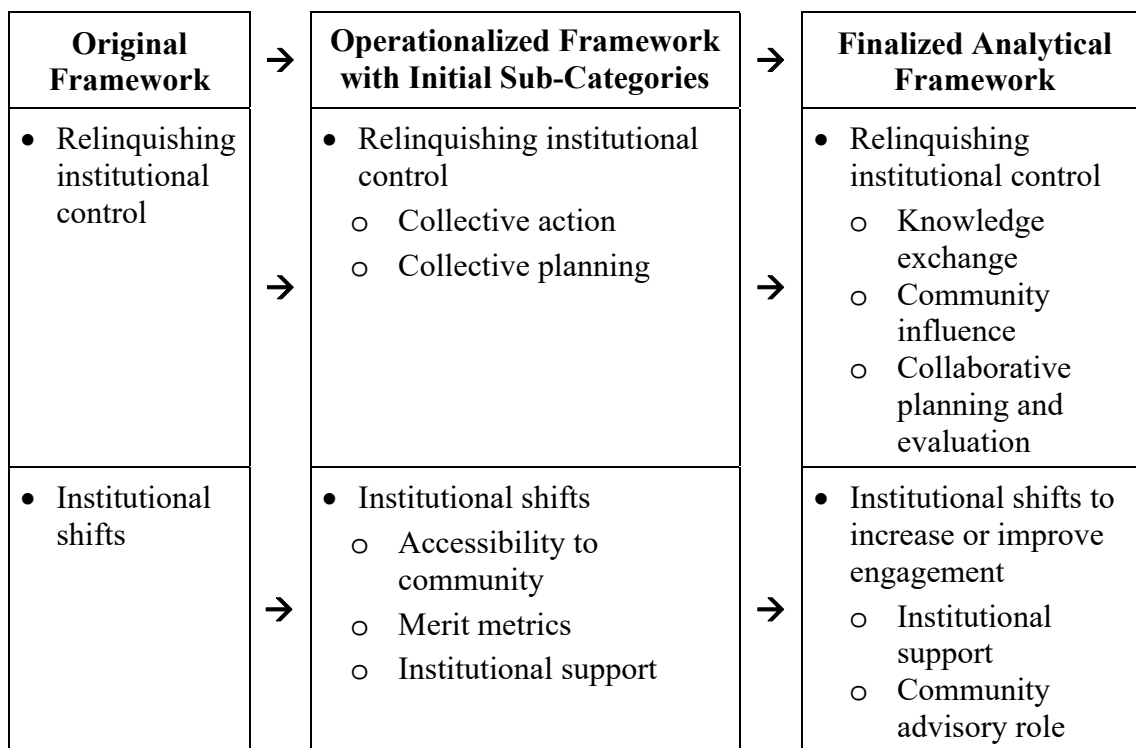 Original
Framework
→
Operationalized Framework
with Initial Sub-Categories
→
Finalized Analytical
Framework
• Relinquishing
institutional
control
→
• Relinquishing institutional
control
o Collective action
o Collective planning
→
• Relinquishing
institutional control
o Knowledge
exchange
o Community
influence
o Collaborative
planning and
evaluation
• Institutional
shifts
→
• Institutional shifts
o Accessibility to
community
o Merit metrics
o Institutional support
→
• Institutional shifts to
increase or improve
engagement
o Institutional
support
o Community
advisory role